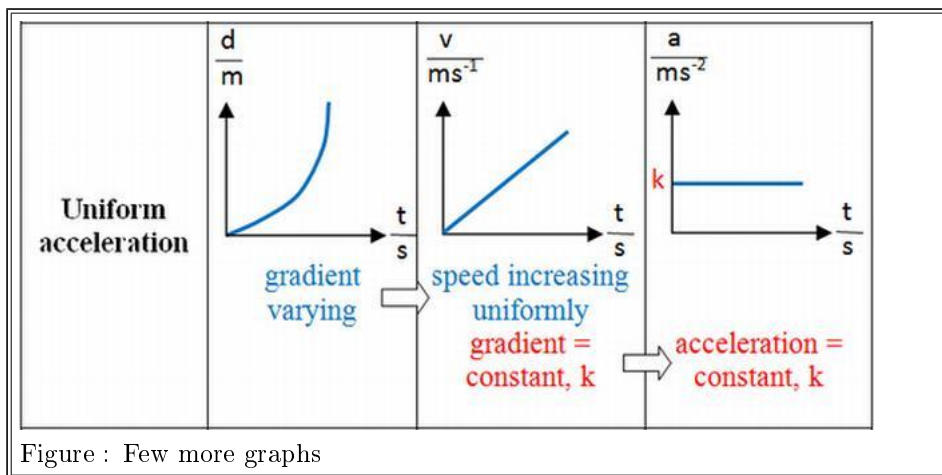 d
m
v
ms⁻¹
a
ms⁻²
k
t
s
t
s
t
s
Uniform
acceleration
gradient
varying
speed increasing
uniformly
gradient =
constant, k
acceleration =
constant, k
Figure : Few more graphs